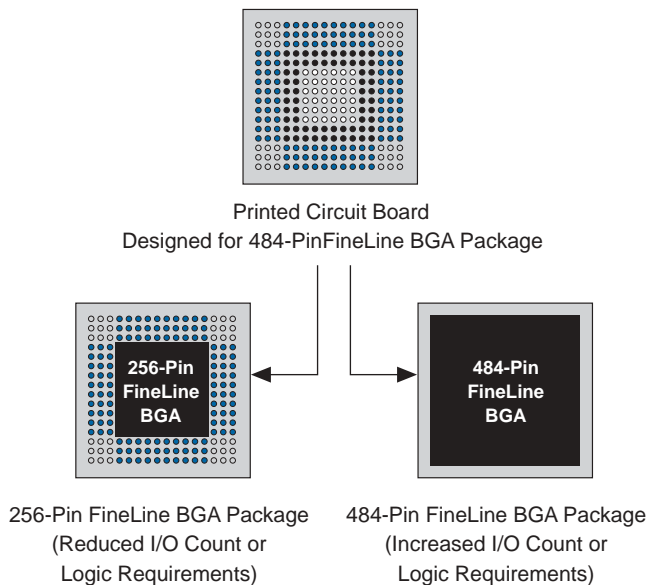 Printed Circuit Board
Designed for 484-PinFineLine BGA Package
256-Pin
FineLine
BGA
484-Pin
FineLine
BGA
256-Pin FineLine BGA Package
(Reduced I/O Count or
Logic Requirements)
484-Pin FineLine BGA Package
(Increased I/O Count or
Logic Requirements)